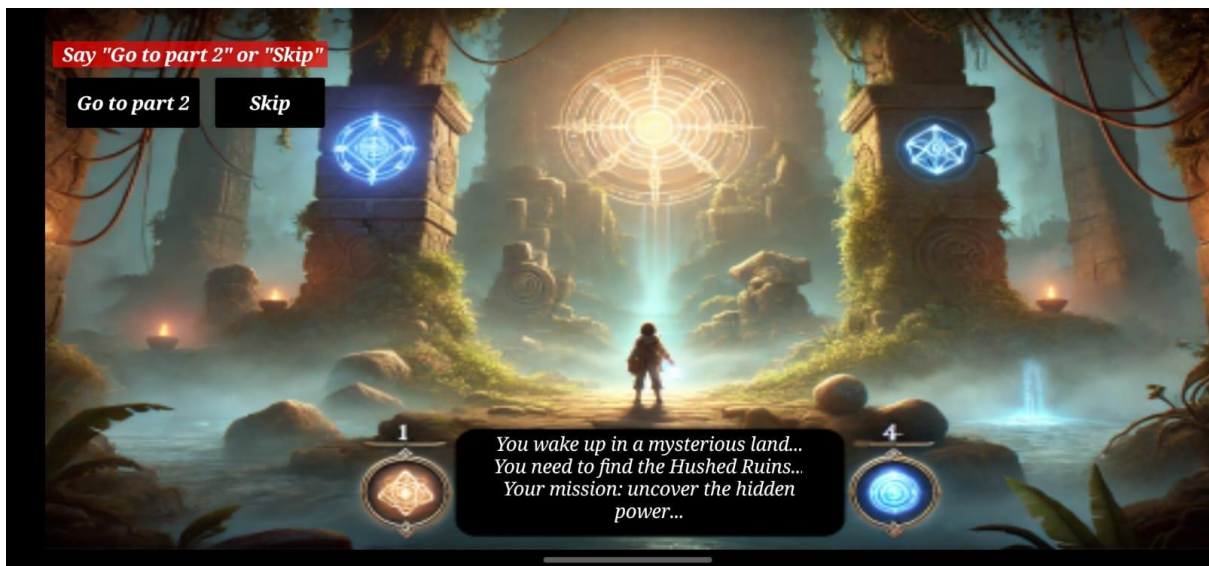 Say "Go to part 2" or "Skip"
Go to part 2
Skip
1
4
You wake up in a mysterious land...
You need to find the Hushed Ruins...
Your mission: uncover the hidden
power...